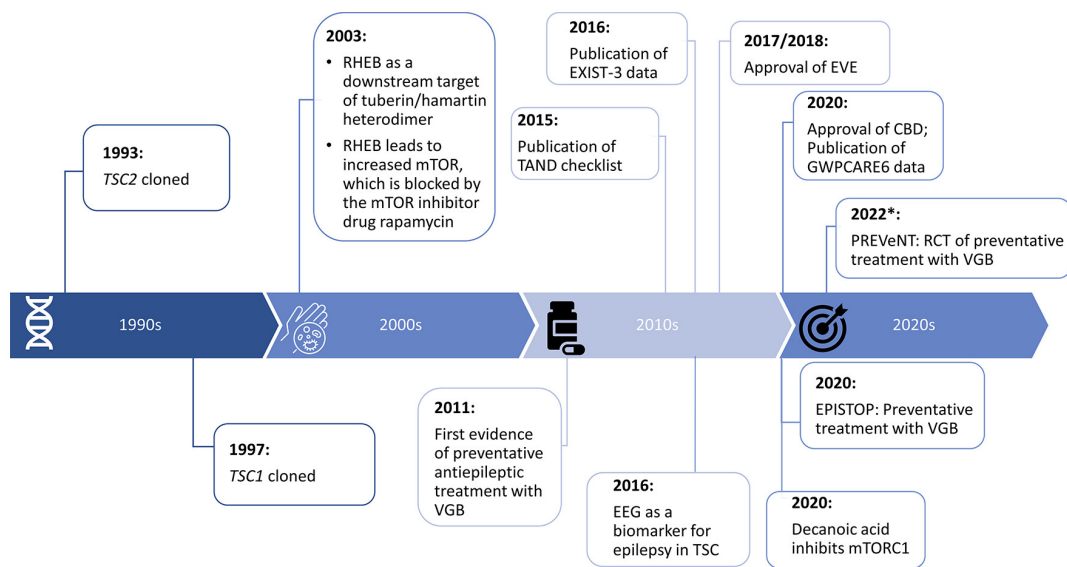 1993:
TSC2 cloned
2003:
• RHEB as a
downstream target
of tuberin/hamartin
heterodimer
• RHEB leads to
increased mTOR,
which is blocked by
the mTOR inhibitor
drug rapamycin
2016:
Publication of
EXIST-3 data
2015:
Publication of
TAND checklist
2017/2018:
Approval of EVE
2020:
Approval of CBD;
Publication of
GWPCARE6 data
2022*:
PREVeNT: RCT of preventative
treatment with VGB
1990s
2000s
2010s
2020s
1997:
TSC1 cloned
2011:
First evidence of
preventative
antiepileptic
treatment with
VGB
2016:
EEG as a
biomarker for
epilepsy in TSC
2020:
EPISTOP: Preventative
treatment with VGB
2020:
Decanoic acid
inhibits mTORC1